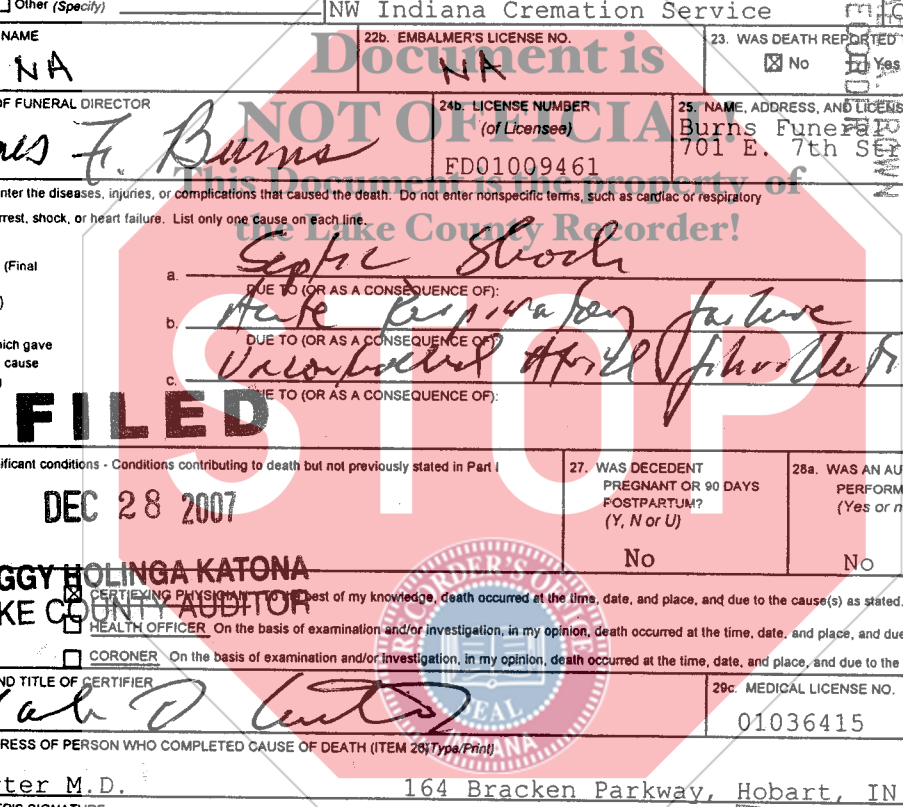 Other (Specify)
NW Indiana Cremation Service
NAME
22b. EMBALMER'S LICENSE NO.
23. WAS DEATH REPORTED
NA
NA
No
Yes
Document is
NOT OFFICIAL!
This Document is the property of
the Lake County Recorder!
STOP
OF FUNERAL DIRECTOR
24b. LICENSE NUMBER
(of Licensee)
25. NAME, ADDRESS, AND LICENS
F. Burns
FD01009461
Burns Funeral
701 E. 7th Str
nter the diseases, injuries, or complications that caused the death. Do not enter nonspecific terms, such as cardiac or respiratory
rrest, shock, or heart failure. List only one cause on each line.
(Final
a. Septic Shock
DUE TO (OR AS A CONSEQUENCE OF):
b. Acute Respiratory failure
ich gave
cause
DUE TO (OR AS A CONSEQUENCE OF):
c. Uncontrolled Atrial
DUE TO (OR AS A CONSEQUENCE OF):
FILED
ificant conditions - Conditions contributing to death but not previously stated in Part I
27. WAS DECEDENT
PREGNANT OR 90 DAYS
POSTPARTUM?
(Y, N or U)
No
28a. WAS AN AU
PERFORM
(Yes or n
No
DEC 28 2007
GGY HOLINGA KATONA
KE COUNTY AUDITOR
CERTIFYING PHYSICIAN To the best of my knowledge, death occurred at the time, date, and place, and due to the cause(s) as stated.
HEALTH OFFICER On the basis of examination and/or investigation, in my opinion, death occurred at the time, date, and place, and due
CORONER On the basis of examination and/or investigation, in my opinion, death occurred at the time, date, and place, and due to the
RECORDER'S OF
SEAL
INDIANA
ND TITLE OF CERTIFIER
29c. MEDICAL LICENSE NO.
01036415
RESS OF PERSON WHO COMPLETED CAUSE OF DEATH (ITEM 26) (Type/Print)
ter M.D.
164 Bracken Parkway, Hobart, IN